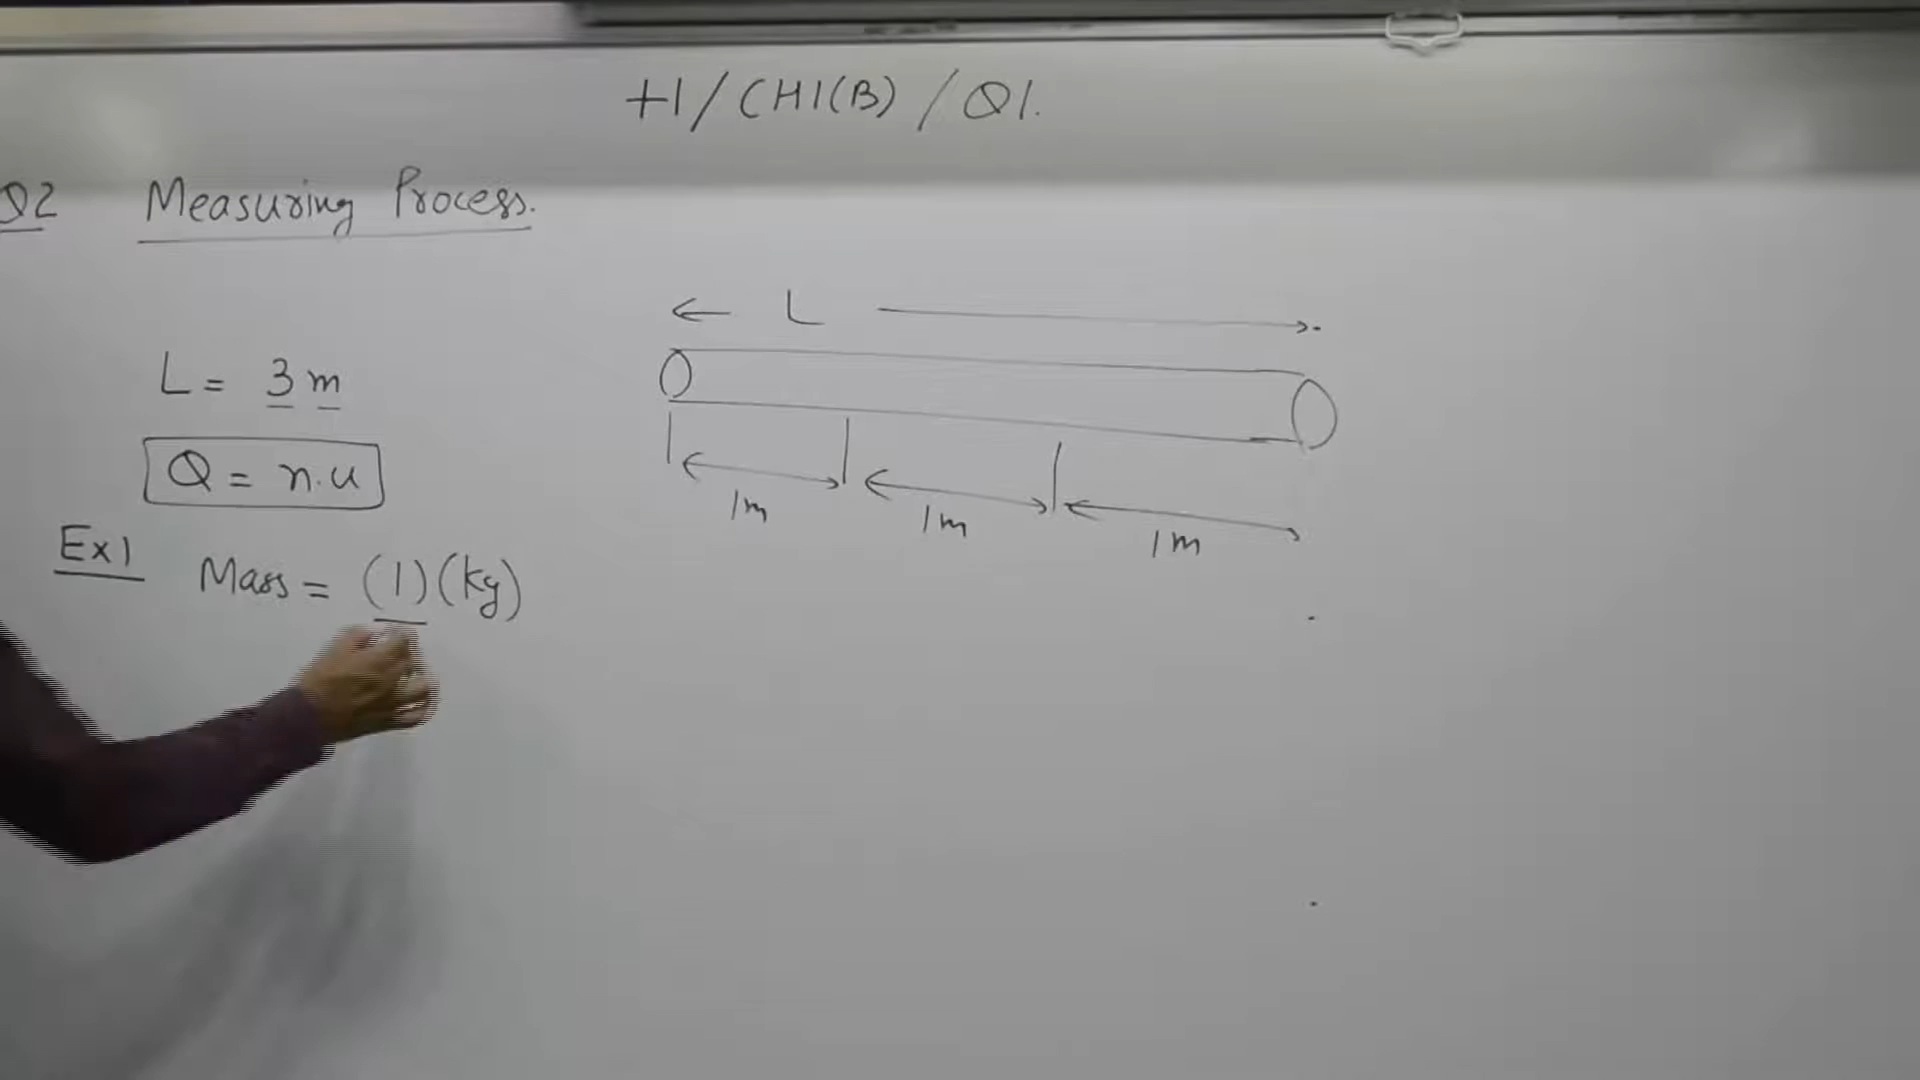 +1/CH1(B)/Q1.
Q2 Measuring Process.
L
L = 3 m
Q = n.u
1m
1m
1m
Ex1 Mass = (1)(kg)